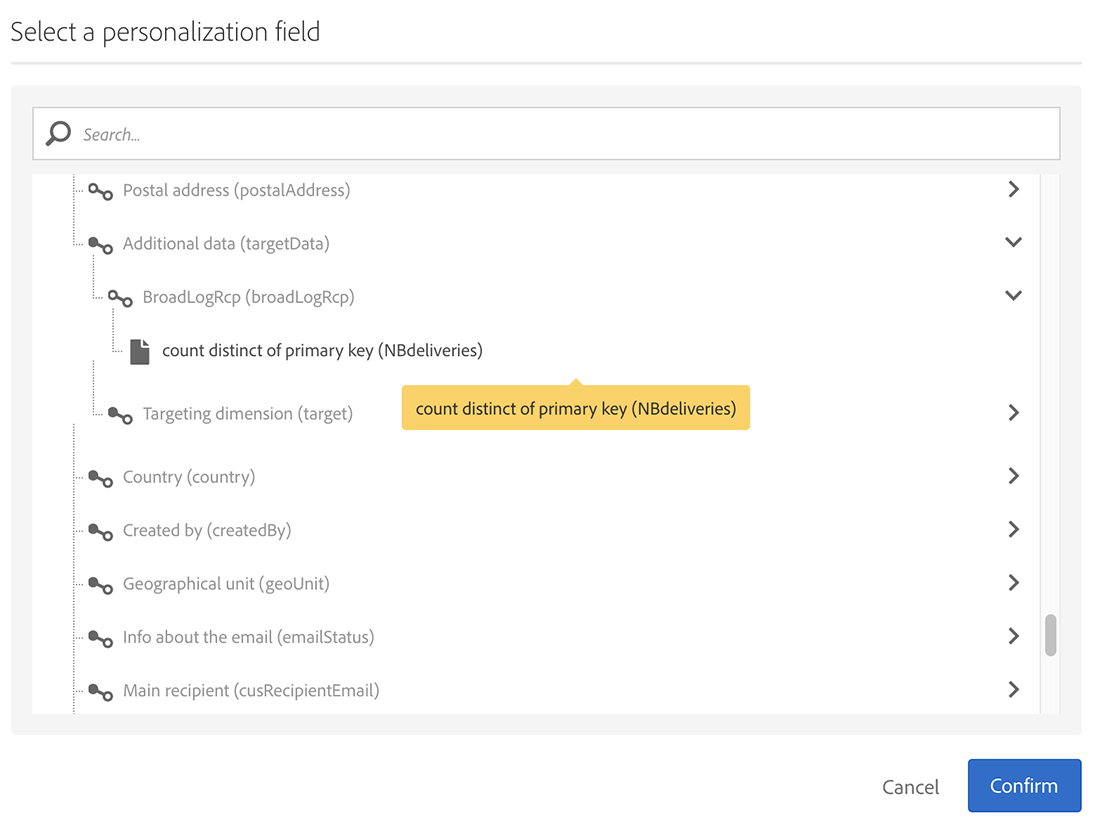 Select a personalization field
Search...
Postal address (postalAddress)
Additional data (targetData)
BroadLogRcp (broadLogRcp)
count distinct of primary key (NBdeliveries)
count distinct of primary key (NBdeliveries)
Targeting dimension (target)
Country (country)
Created by (createdBy)
Geographical unit (geoUnit)
Info about the email (emailStatus)
Main recipient (cusRecipientEmail)
Cancel
Confirm